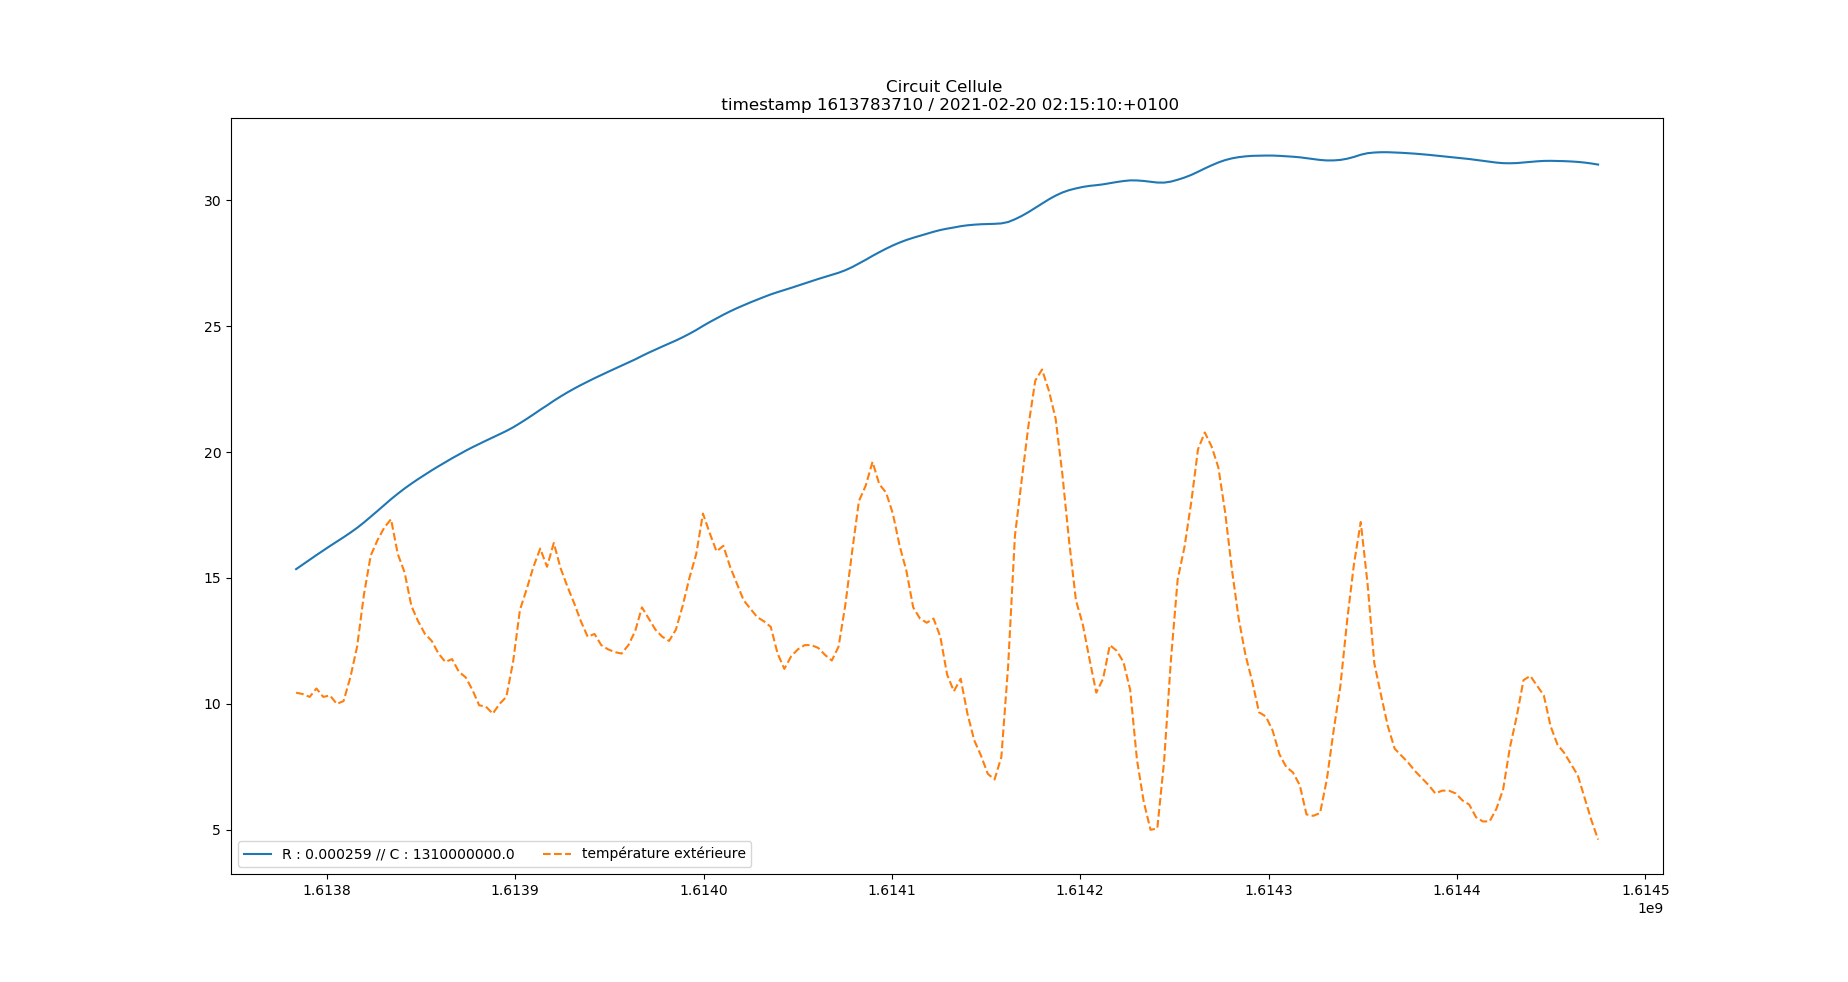 Circuit Cellule
timestamp 1613783710 / 2021-02-20 02:15:10:+0100
30
25
20
15
10
5
R : 0.000259 // C : 1310000000.0
température extérieure
1.6138 1.6139 1.6140 1.6141 1.6142 1.6143 1.6144 1.6145
1e9